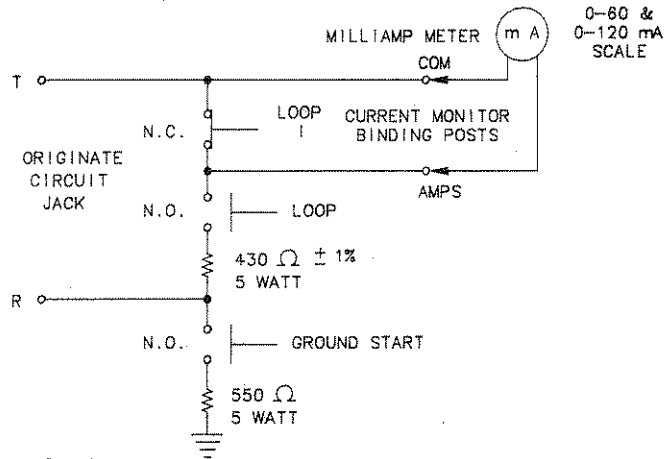 0-60 &
0-120 mA
SCALE
MILLIAMP METER
m A
COM
T
LOOP
I
N.C.
CURRENT MONITOR
BINDING POSTS
ORIGINATE
CIRCUIT
JACK
AMPS
N.O.
LOOP
430 Ω ± 1%
5 WATT
R
N.O.
GROUND START
550 Ω
5 WATT